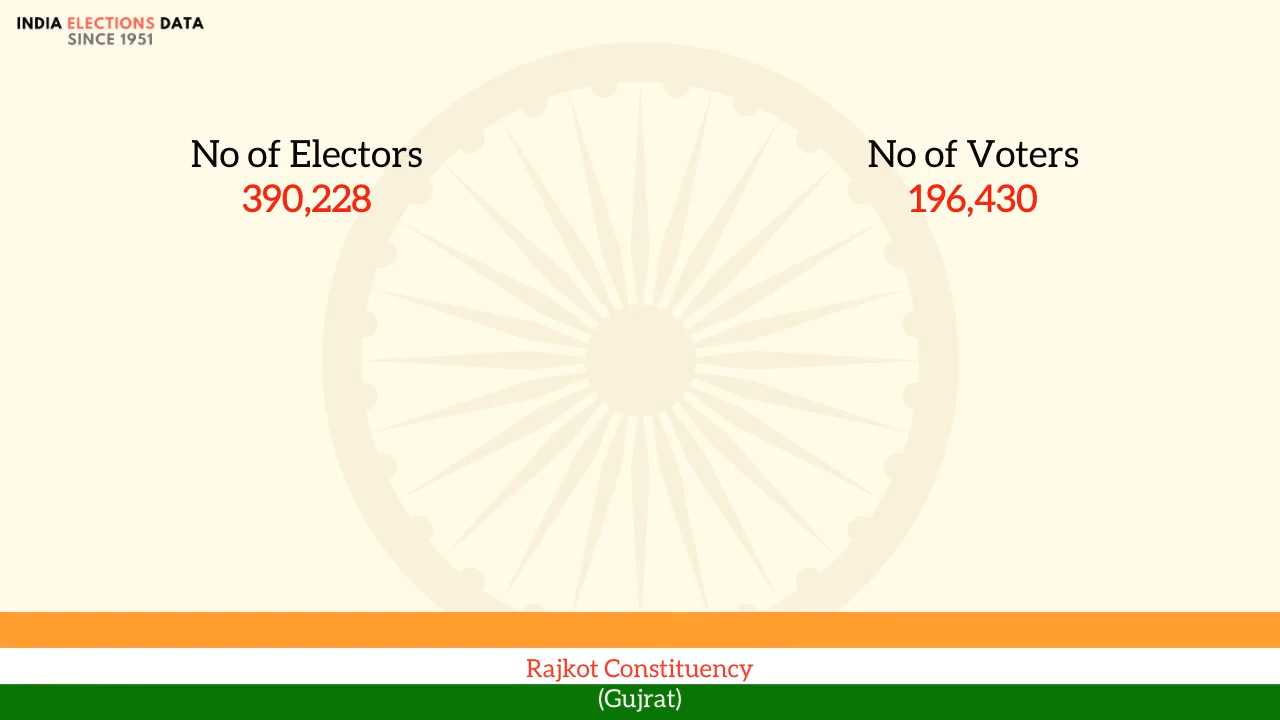 INDIA ELECTIONS DATA
SINCE 1951
No of Electors
390,228
No of Voters
196,430
Rajkot Constituency
(Gujrat)